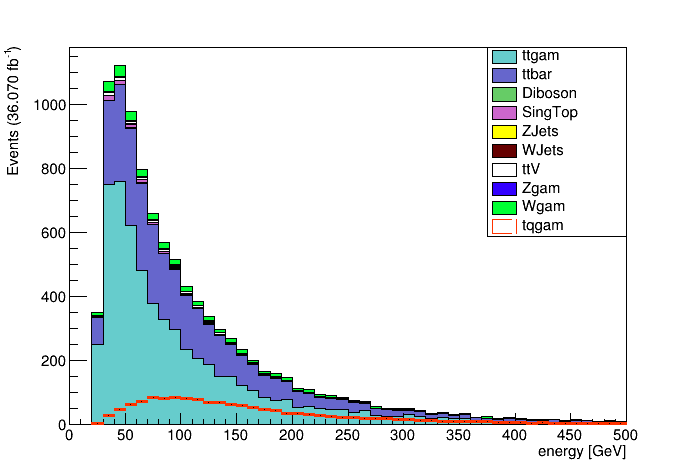 Events (36.070 fb⁻¹)
1000
800
600
400
200
0
0 50 100 150 200 250 300 350 400 450 500
energy [GeV]
ttgam
ttbar
Diboson
SingTop
ZJets
WJets
ttV
Zgam
Wgam
tqgam